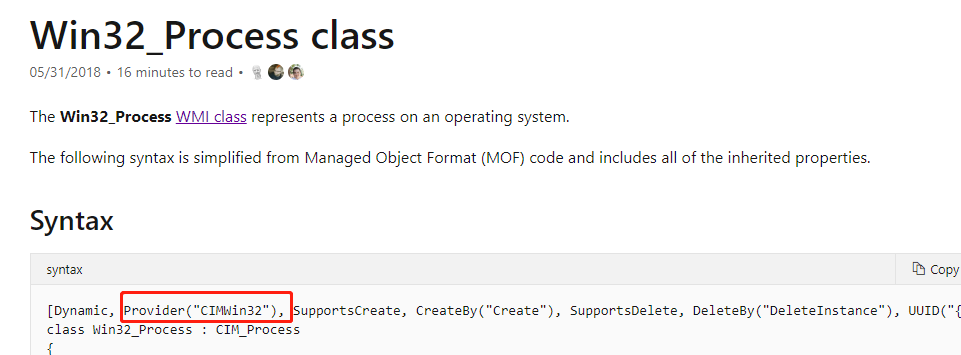 Win32_Process class
05/31/2018 • 16 minutes to read •
The Win32_Process WMI class represents a process on an operating system.
The following syntax is simplified from Managed Object Format (MOF) code and includes all of the inherited properties.
Syntax
syntax Copy
[Dynamic, Provider("CIMWin32"), SupportsCreate, CreateBy("Create"), SupportsDelete, DeleteBy("DeleteInstance"), UUID("{
class Win32_Process : CIM_Process
{